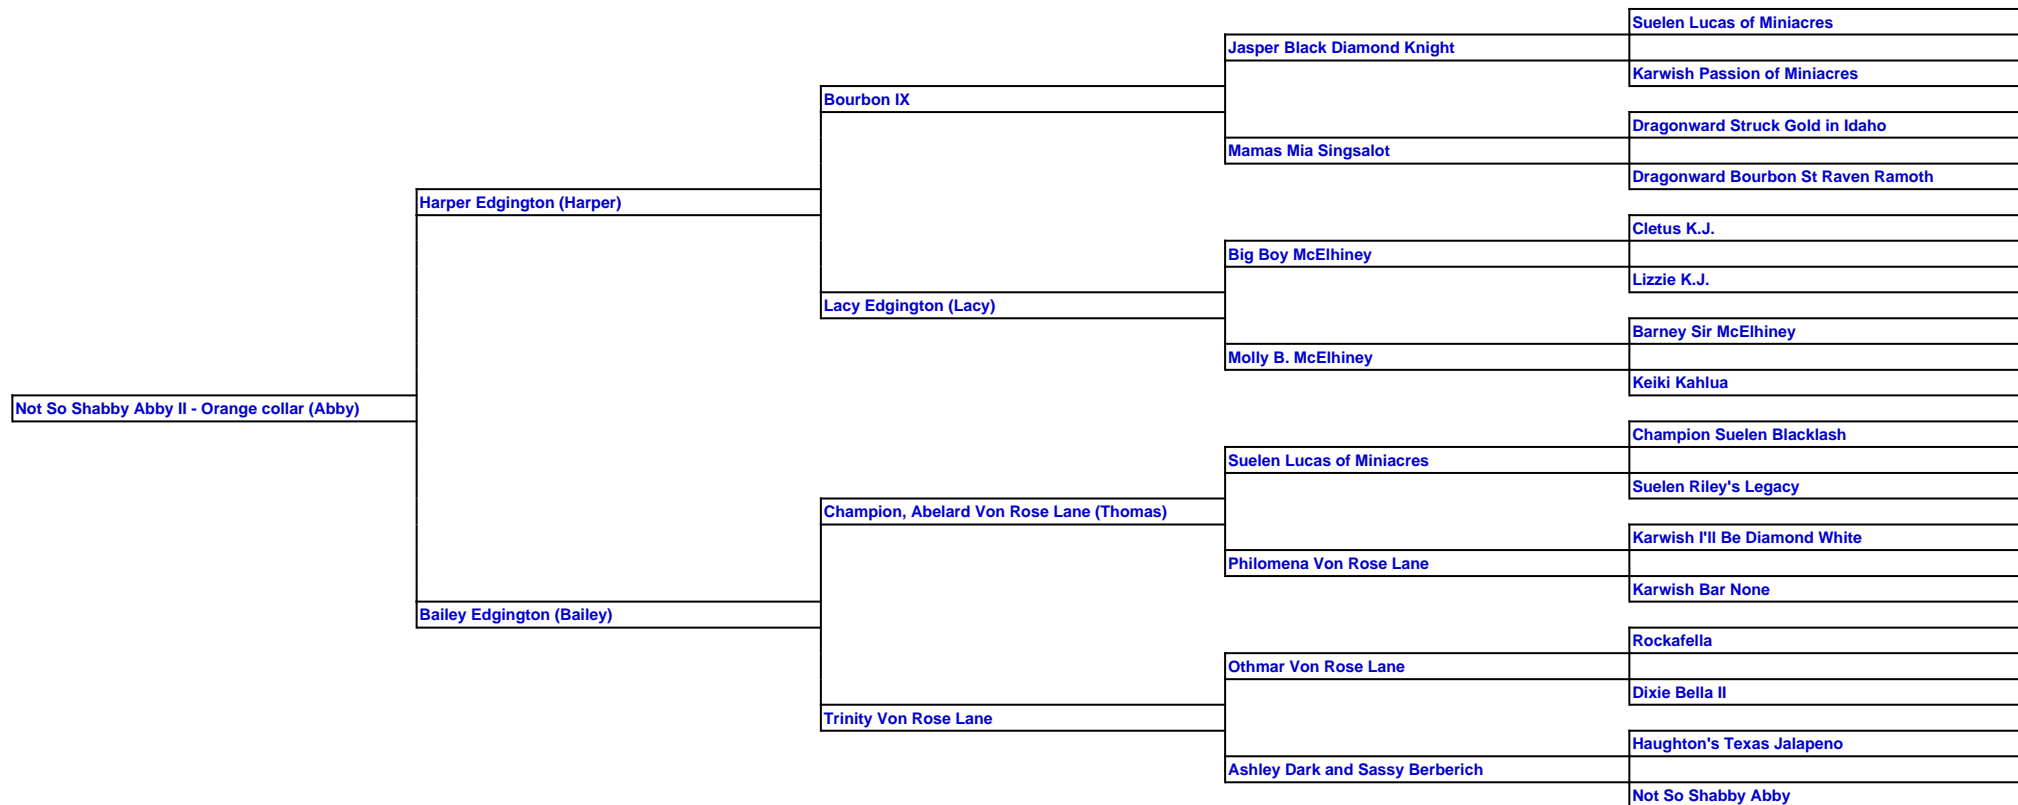 Suelen Lucas of Miniacres
Jasper Black Diamond Knight
Karwish Passion of Miniacres
Bourbon IX
Dragonward Struck Gold in Idaho
Mamas Mia Singsalot
Dragonward Bourbon St Raven Ramoth
Harper Edgington (Harper)
Cletus K.J.
Big Boy McElhiney
Lizzie K.J.
Lacy Edgington (Lacy)
Barney Sir McElhiney
Molly B. McElhiney
Keiki Kahlua
Not So Shabby Abby II - Orange collar (Abby)
Champion Suelen Blacklash
Suelen Lucas of Miniacres
Suelen Riley's Legacy
Champion, Abelard Von Rose Lane (Thomas)
Karwish I'll Be Diamond White
Philomena Von Rose Lane
Karwish Bar None
Bailey Edgington (Bailey)
Rockafella
Othmar Von Rose Lane
Dixie Bella II
Trinity Von Rose Lane
Haughton's Texas Jalapeno
Ashley Dark and Sassy Berberich
Not So Shabby Abby